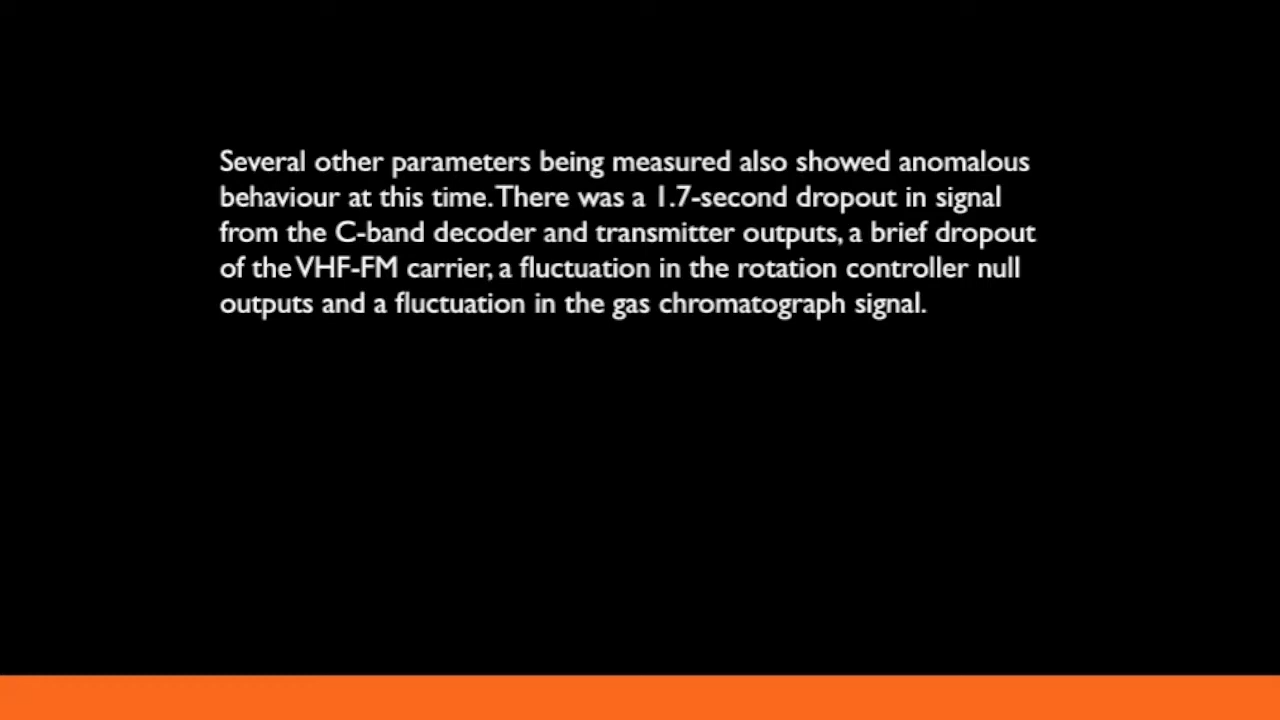 Several other parameters being measured also showed anomalous
behaviour at this time. There was a 1.7-second dropout in signal
from the C-band decoder and transmitter outputs, a brief dropout
of the VHF-FM carrier, a fluctuation in the rotation controller null
outputs and a fluctuation in the gas chromatograph signal.